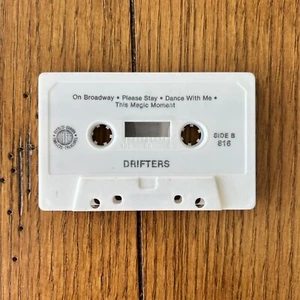 On Broadway • Please Stay • Dance With Me •
This Magic Moment
SIDE B
616
DRIFTERS